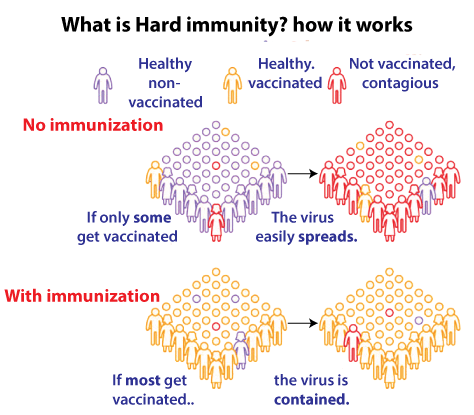 What is Hard immunity? how it works
Healthy
non-
vaccinated
Healthy.
vaccinated
Not vaccinated,
contagious
No immunization
If only some
get vaccinated
The virus
easily spreads.
With immunization
If most get
vaccinated..
the virus is
contained.